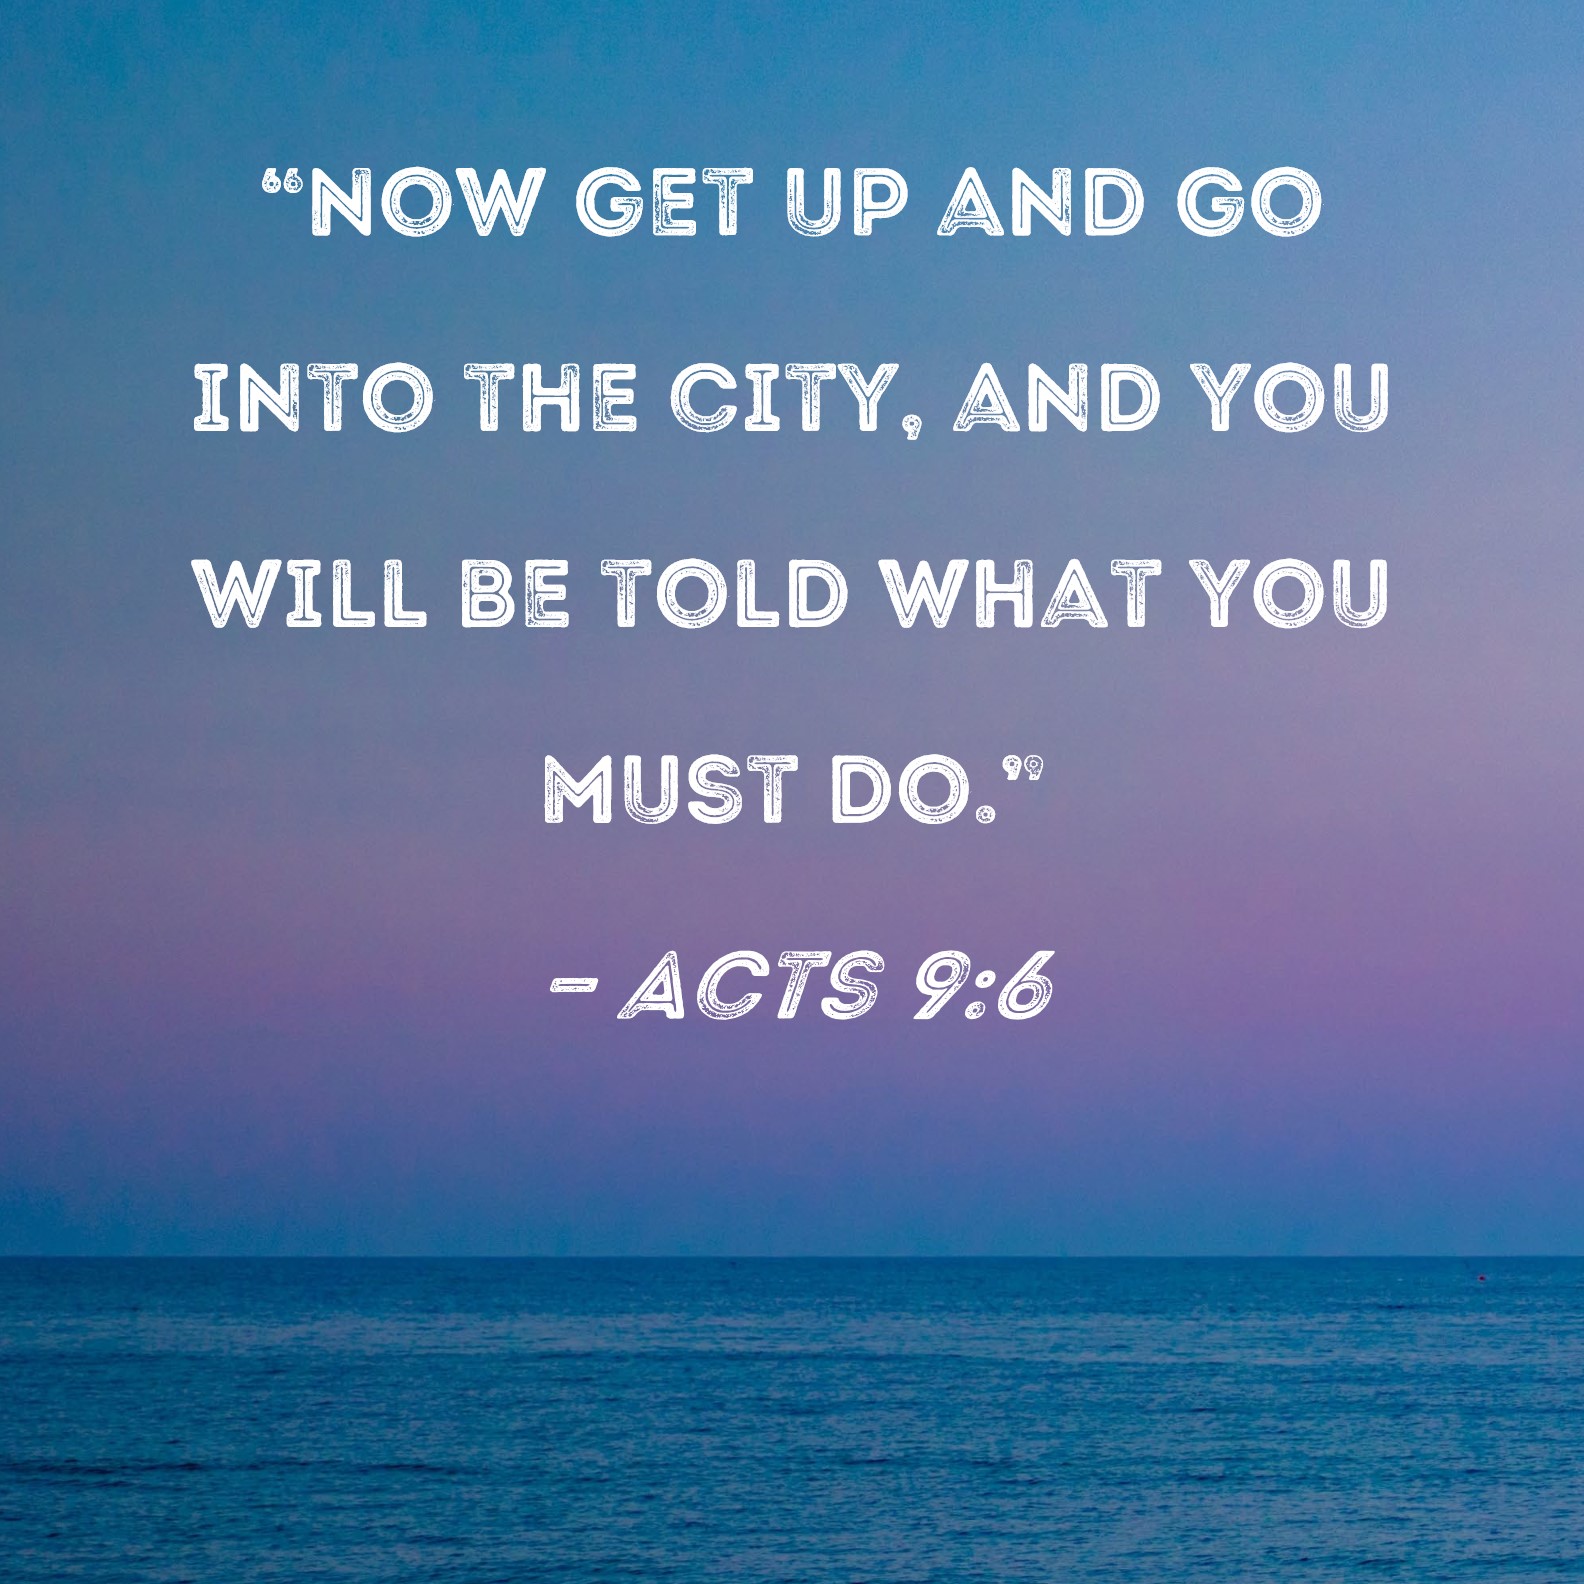 “NOW GET UP AND GO
INTO THE CITY, AND YOU
WILL BE TOLD WHAT YOU
MUST DO.”
– ACTS 9:6